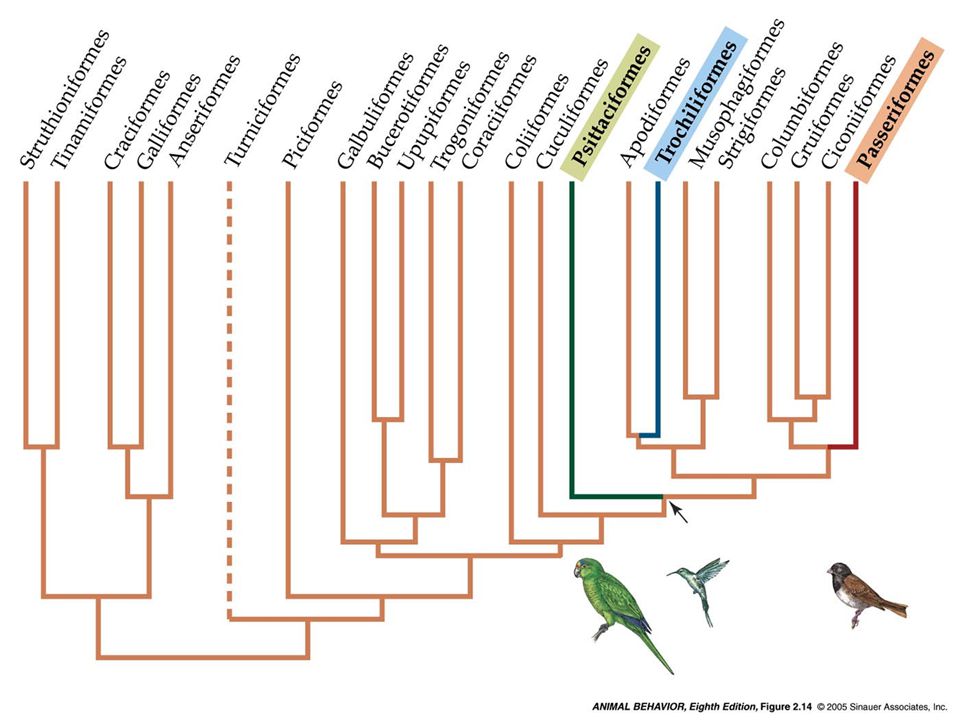 Struthioniformes
Tinamiformes
Craciformes
Galliformes
Anseriformes
Turniciformes
Piciformes
Galbuliformes
Bucerotiformes
Upupiformes
Trogoniformes
Coraciiformes
Coliiformes
Cuculiformes
Psittaciformes
Apodiformes
Trochiliformes
Musophagiformes
Strigiformes
Columbiformes
Gruiformes
Ciconiiformes
Passeriformes
ANIMAL BEHAVIOR, Eighth Edition, Figure 2.14 © 2005 Sinauer Associates, Inc.